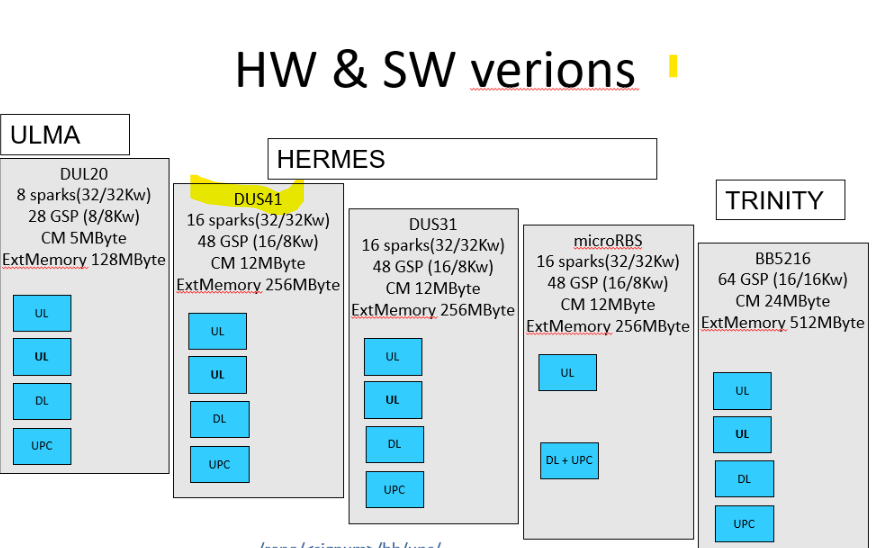 HW & SW verions
ULMA
HERMES
TRINITY
DUL20
8 sparks(32/32Kw)
28 GSP (8/8Kw)
CM 5MByte
ExtMemory 128MByte
UL
UL
DL
UPC
DUS41
16 sparks(32/32Kw)
48 GSP (16/8Kw)
CM 12MByte
ExtMemory 256MByte
UL
UL
DL
UPC
DUS31
16 sparks(32/32Kw)
48 GSP (16/8Kw)
CM 12MByte
ExtMemory 256MByte
UL
UL
DL
UPC
microRBS
16 sparks(32/32Kw)
48 GSP (16/8Kw)
CM 12MByte
ExtMemory 256MByte
UL
DL + UPC
BB5216
64 GSP (16/16Kw)
CM 24MByte
ExtMemory 512MByte
UL
UL
DL
UPC